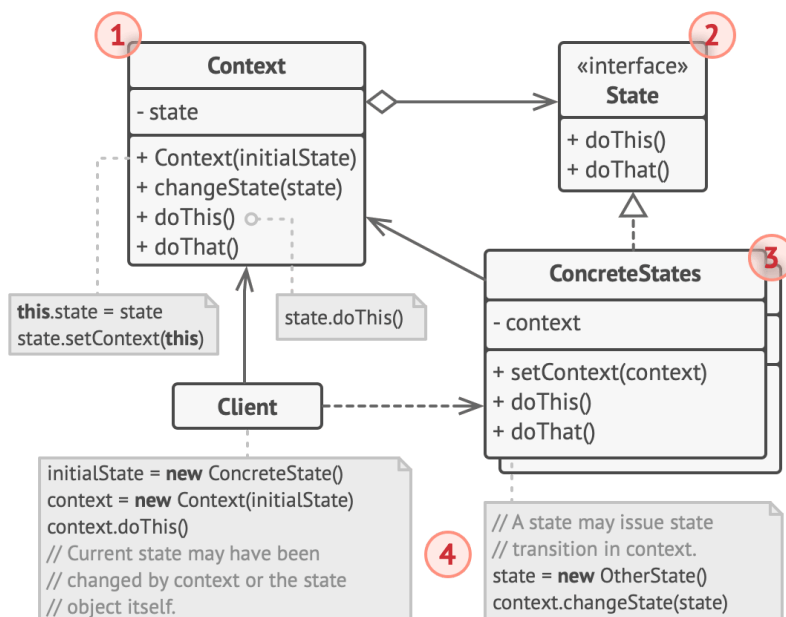 1
Context
- state
+ Context(initialState)
+ changeState(state)
+ doThis()
+ doThat()
this.state = state
state.setContext(this)
state.doThis()
2
«interface»
State
+ doThis()
+ doThat()
3
ConcreteStates
- context
+ setContext(context)
+ doThis()
+ doThat()
Client
initialState = new ConcreteState()
context = new Context(initialState)
context.doThis()
// Current state may have been
// changed by context or the state
// object itself.
4
// A state may issue state
// transition in context.
state = new OtherState()
context.changeState(state)